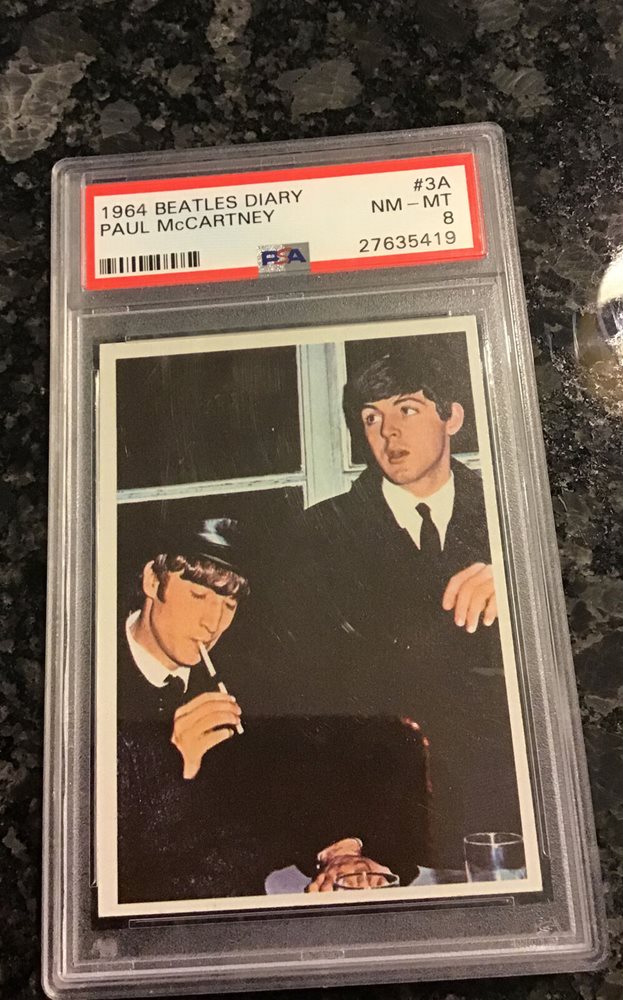 1964 BEATLES DIARY
#3A
PAUL McCARTNEY
NM – MT
8
PSA
27635419